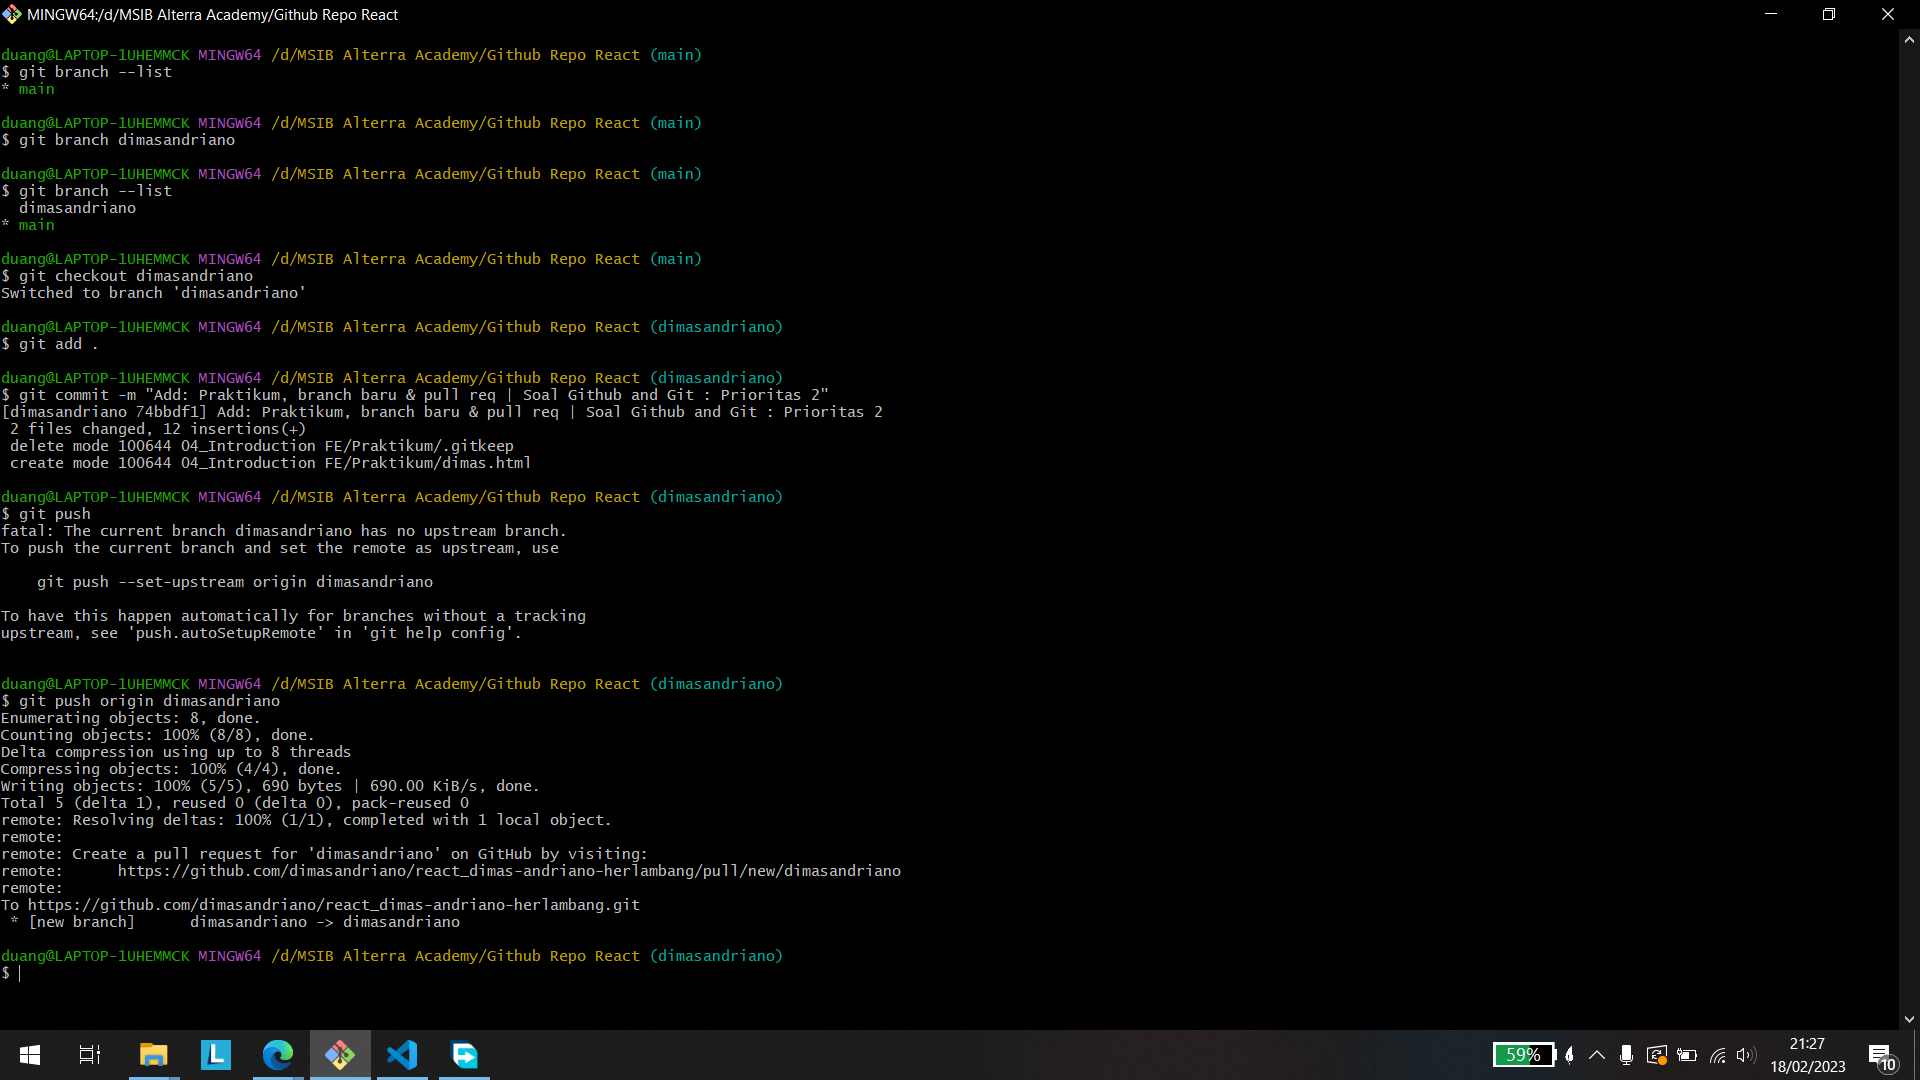 MINGW64:/d/MSIB Alterra Academy/Github Repo React
duang@LAPTOP-1UHEMMCK MINGW64 /d/MSIB Alterra Academy/Github Repo React (main)
$ git branch --list
* main
duang@LAPTOP-1UHEMMCK MINGW64 /d/MSIB Alterra Academy/Github Repo React (main)
$ git branch dimasandriano
duang@LAPTOP-1UHEMMCK MINGW64 /d/MSIB Alterra Academy/Github Repo React (main)
$ git branch --list
  dimasandriano
* main
duang@LAPTOP-1UHEMMCK MINGW64 /d/MSIB Alterra Academy/Github Repo React (main)
$ git checkout dimasandriano
Switched to branch 'dimasandriano'
duang@LAPTOP-1UHEMMCK MINGW64 /d/MSIB Alterra Academy/Github Repo React (dimasandriano)
$ git add .
duang@LAPTOP-1UHEMMCK MINGW64 /d/MSIB Alterra Academy/Github Repo React (dimasandriano)
$ git commit -m "Add: Praktikum, branch baru & pull req | Soal Github and Git : Prioritas 2"
[dimasandriano 74bbdf1] Add: Praktikum, branch baru & pull req | Soal Github and Git : Prioritas 2
 2 files changed, 12 insertions(+)
 delete mode 100644 04_Introduction FE/Praktikum/.gitkeep
 create mode 100644 04_Introduction FE/Praktikum/dimas.html
duang@LAPTOP-1UHEMMCK MINGW64 /d/MSIB Alterra Academy/Github Repo React (dimasandriano)
$ git push
fatal: The current branch dimasandriano has no upstream branch.
To push the current branch and set the remote as upstream, use
    git push --set-upstream origin dimasandriano
To have this happen automatically for branches without a tracking
upstream, see 'push.autoSetupRemote' in 'git help config'.
duang@LAPTOP-1UHEMMCK MINGW64 /d/MSIB Alterra Academy/Github Repo React (dimasandriano)
$ git push origin dimasandriano
Enumerating objects: 8, done.
Counting objects: 100% (8/8), done.
Delta compression using up to 8 threads
Compressing objects: 100% (4/4), done.
Writing objects: 100% (5/5), 690 bytes | 690.00 KiB/s, done.
Total 5 (delta 1), reused 0 (delta 0), pack-reused 0
remote: Resolving deltas: 100% (1/1), completed with 1 local object.
remote:
remote: Create a pull request for 'dimasandriano' on GitHub by visiting:
remote:      https://github.com/dimasandriano/react_dimas-andriano-herlambang/pull/new/dimasandriano
remote:
To https://github.com/dimasandriano/react_dimas-andriano-herlambang.git
 * [new branch]      dimasandriano -> dimasandriano
duang@LAPTOP-1UHEMMCK MINGW64 /d/MSIB Alterra Academy/Github Repo React (dimasandriano)
$
L
59%
21:27
18/02/2023
10